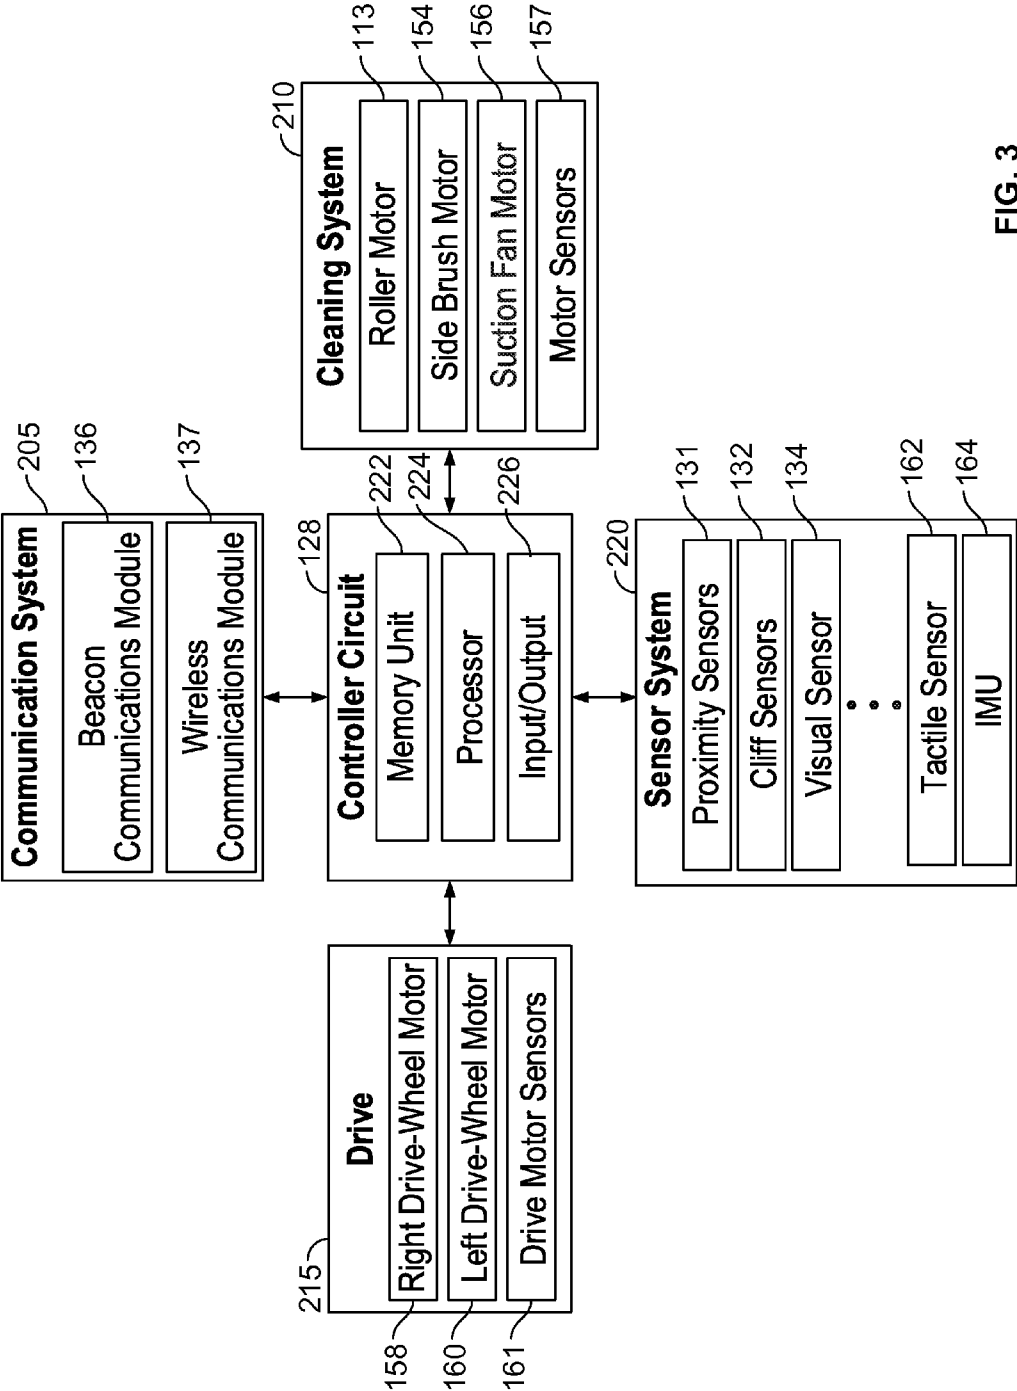 Communication System
205
Beacon
Communications Module
136
Wireless
Communications Module
137
Drive
215
Right Drive-Wheel Motor
158
Left Drive-Wheel Motor
160
Drive Motor Sensors
161
Controller Circuit
128
Memory Unit
222
Processor
224
Input/Output
226
Cleaning System
210
Roller Motor
113
Side Brush Motor
154
Suction Fan Motor
156
Motor Sensors
157
Sensor System
220
Proximity Sensors
131
Cliff Sensors
132
Visual Sensor
134
Tactile Sensor
162
IMU
164
FIG. 3